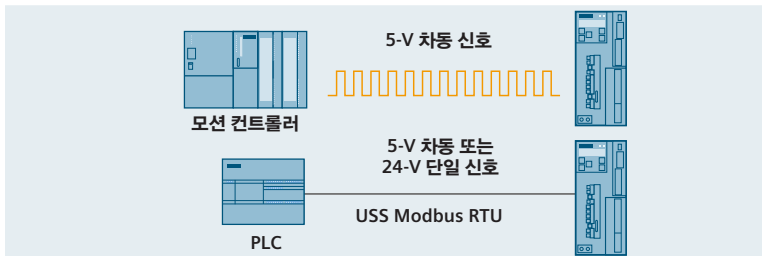 5-V 차동 신호
모션 컨트롤러
5-V 차동 또는
24-V 단일 신호
USS Modbus RTU
PLC